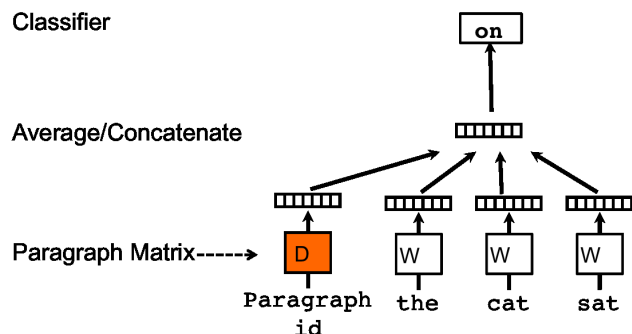 Classifier
on
Average/Concatenate
Paragraph Matrix
D
W
W
W
Paragraph
id
the
cat
sat